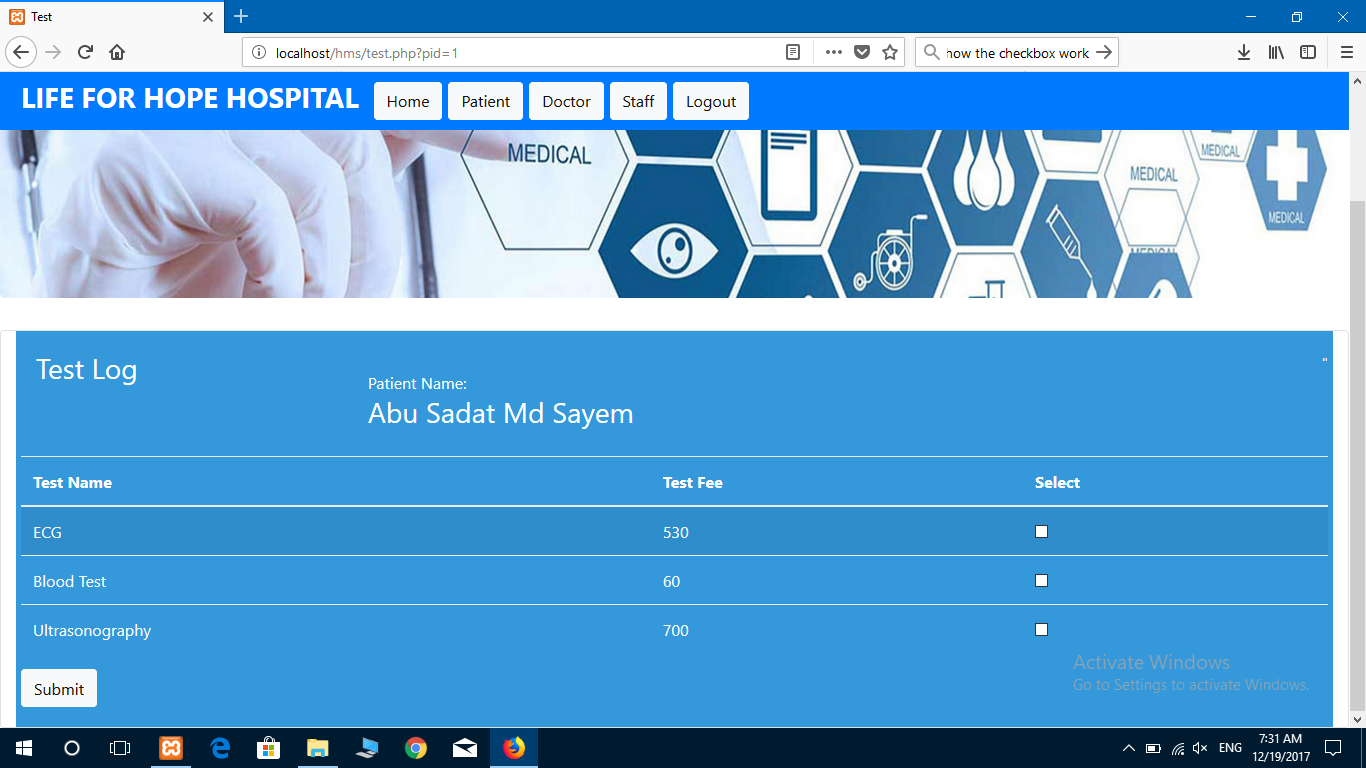 Test
localhost/hms/test.php?pid=1
how the checkbox work
LIFE FOR HOPE HOSPITAL Home Patient Doctor Staff Logout
MEDICAL
MEDICAL
MEDICAL
MEDICAL
MEDICAL
Test Log
"
Patient Name:
Abu Sadat Md Sayem
Test Name Test Fee Select
ECG 530
Blood Test 60
Ultrasonography 700
Submit
Activate Windows
Go to Settings to activate Windows.
ENG
7:31 AM
12/19/2017